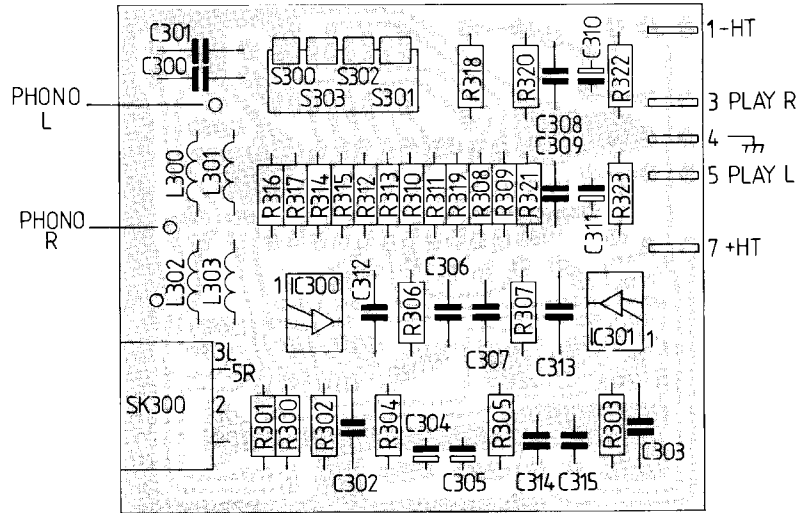 C301
C300
S300
S302
S303
S301
R318
R320
C308
C310
R322
1-HT
PHONO
L
3 PLAY R
4
C309
5 PLAY L
L300
L301
R316
R317
R314
R315
R312
R313
R310
R311
R319
R308
R309
R321
C311
R323
PHONO
R
7 +HT
L302
L303
1
IC300
C312
R306
C306
C307
R307
C313
IC301
1
3L
5R
SK300
2
R301
R300
R302
C302
R304
C304
C305
R305
C314
C315
R303
C303